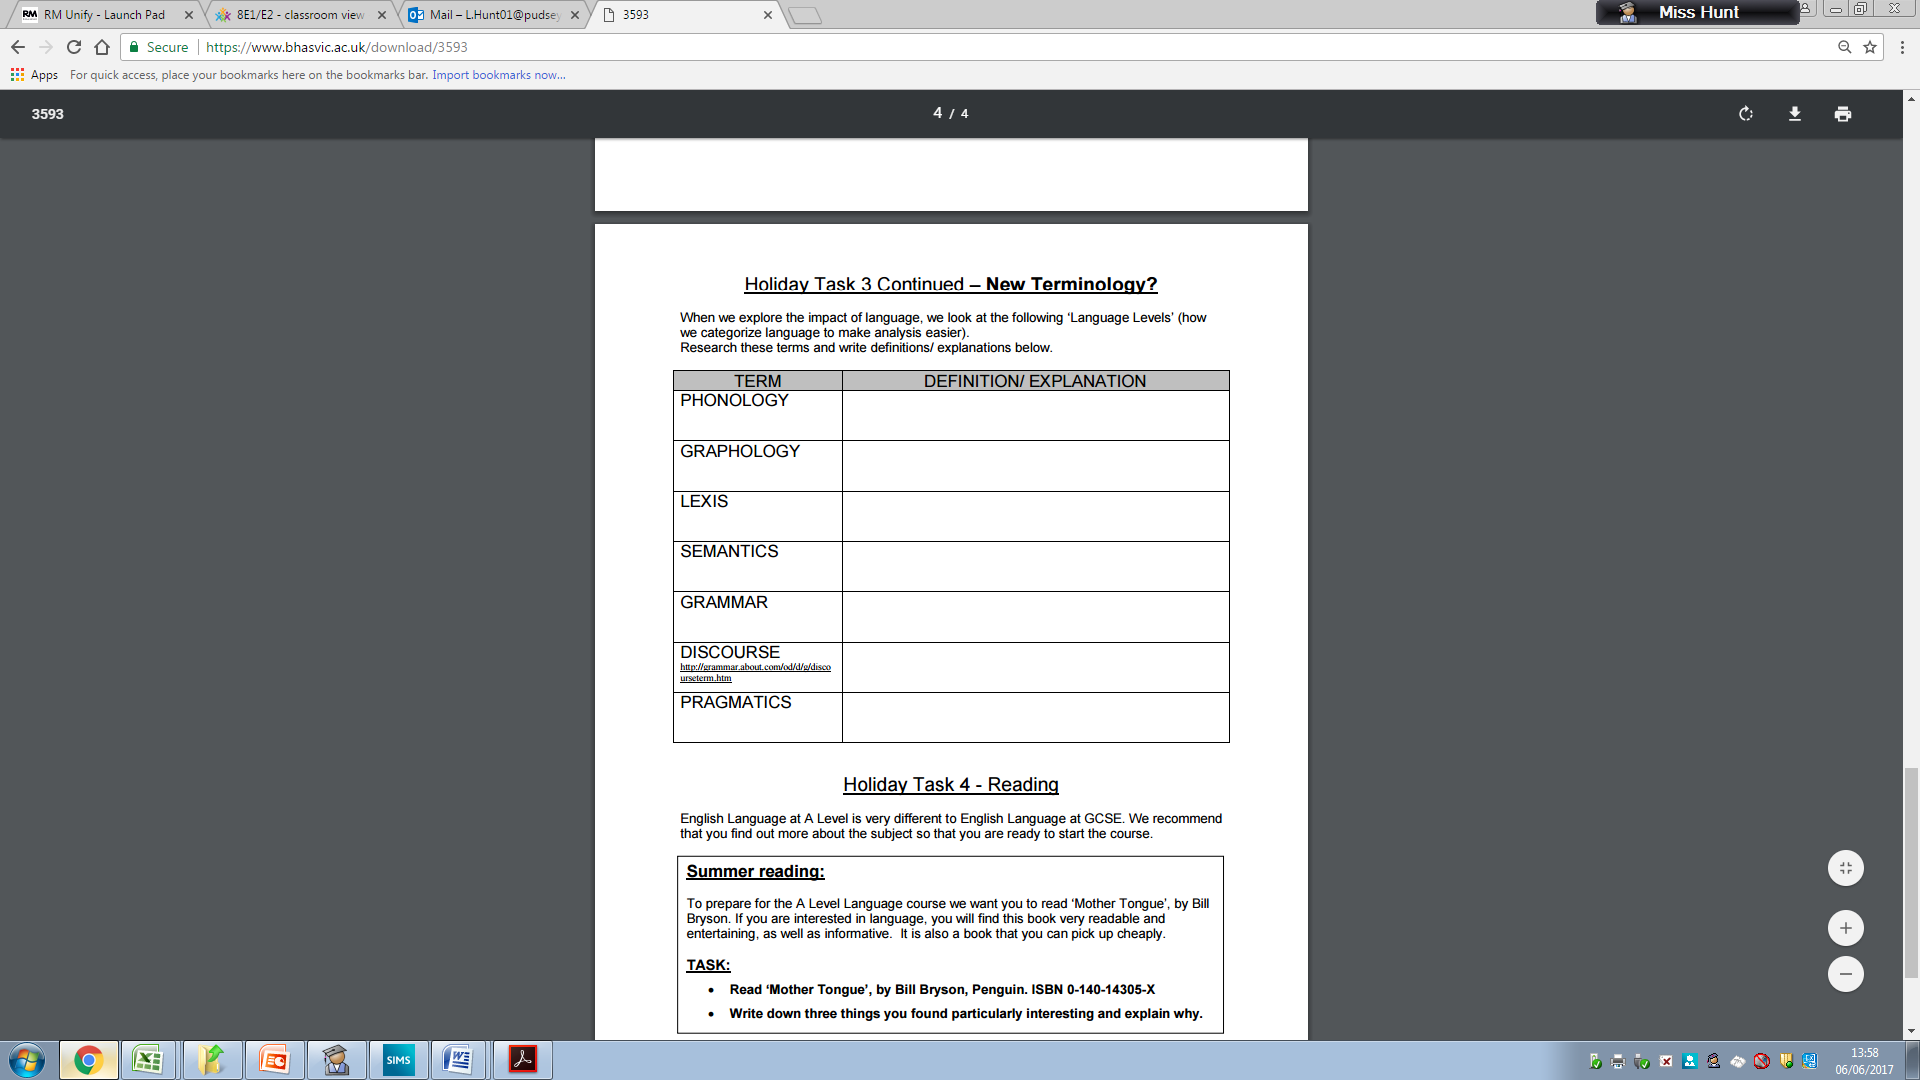 RM Unify - Launch Pad
8E1/E2 - classroom view
Mail – L.Hunt01@pudsey
3593
Miss Hunt
Secure
https://www.bhasvic.ac.uk/download/3593
Apps For quick access, place your bookmarks here on the bookmarks bar. Import bookmarks now...
3593
4 / 4
Holiday Task 3 Continued – New Terminology?
When we explore the impact of language, we look at the following ‘Language Levels’ (how
we categorize language to make analysis easier).
Research these terms and write definitions/ explanations below.
TERM DEFINITION/ EXPLANATION
PHONOLOGY
GRAPHOLOGY
LEXIS
SEMANTICS
GRAMMAR
DISCOURSE
http://grammar.about.com/od/d/g/disco
urseterm.htm
PRAGMATICS
Holiday Task 4 - Reading
English Language at A Level is very different to English Language at GCSE. We recommend
that you find out more about the subject so that you are ready to start the course.
Summer reading:
To prepare for the A Level Language course we want you to read ‘Mother Tongue’, by Bill
Bryson. If you are interested in language, you will find this book very readable and
entertaining, as well as informative. It is also a book that you can pick up cheaply.
TASK:
• Read ‘Mother Tongue’, by Bill Bryson, Penguin. ISBN 0-140-14305-X
• Write down three things you found particularly interesting and explain why.
SIMS
13:58
06/06/2017